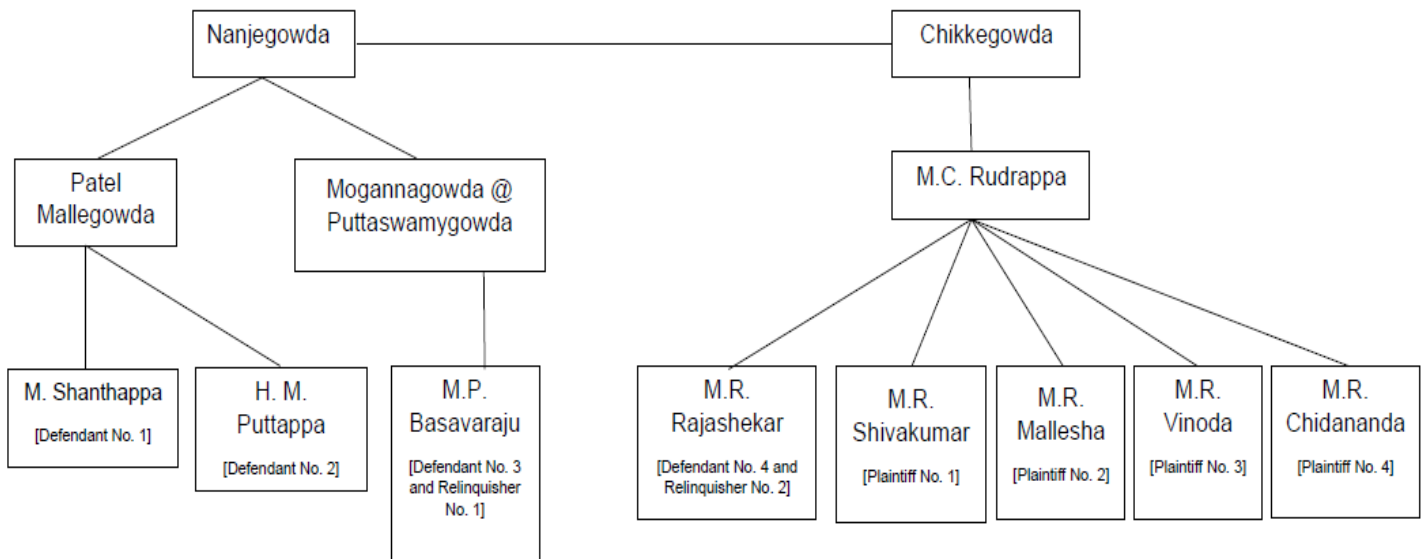 Nanjegowda
Chikkegowda
Patel
Mallegowda
Mogannagowda @
Puttaswamygowda
M.C. Rudrappa
M. Shanthappa
[Defendant No. 1]
H. M.
Puttappa
[Defendant No. 2]
M.P.
Basavaraju
[Defendant No. 3
and Relinquisher
No. 1]
M.R.
Rajashekar
[Defendant No. 4 and
Relinquisher No. 2]
M.R.
Shivakumar
[Plaintiff No. 1]
M.R.
Mallesha
[Plaintiff No. 2]
M.R.
Vinoda
[Plaintiff No. 3]
M.R.
Chidananda
[Plaintiff No. 4]